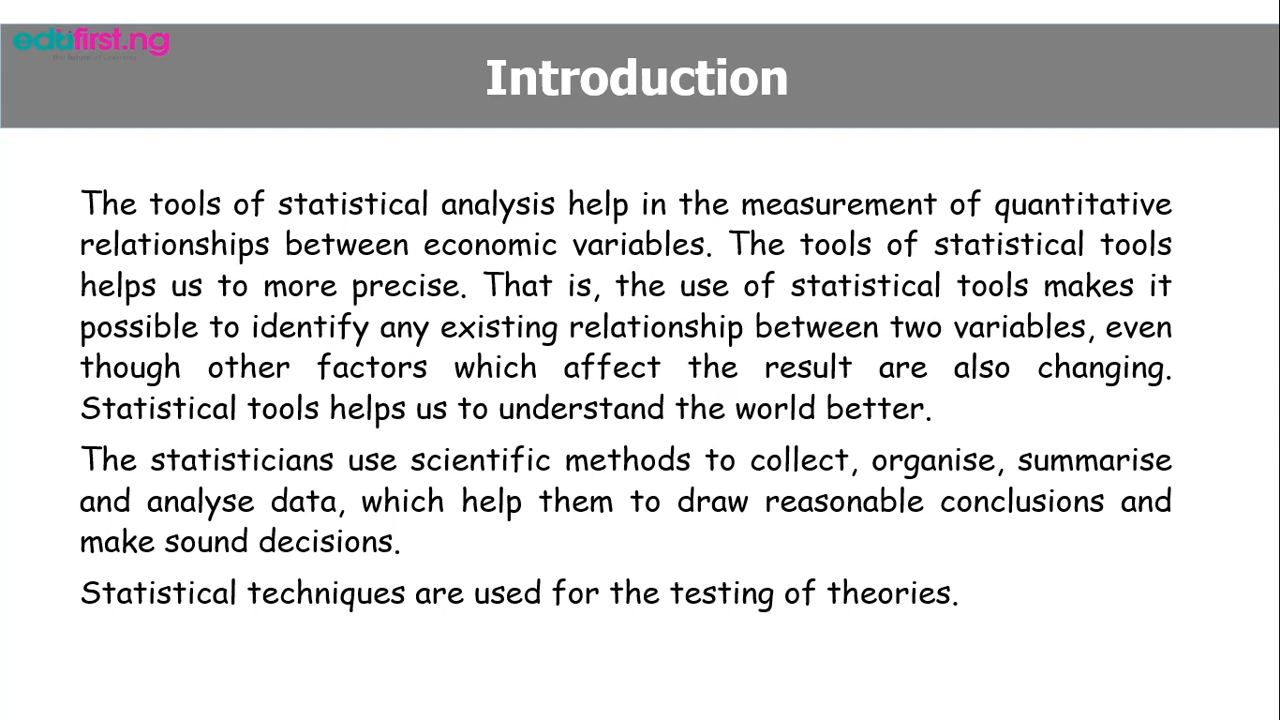 edufirst.ng
the future of learning
Introduction
The tools of statistical analysis help in the measurement of quantitative
relationships between economic variables. The tools of statistical tools
helps us to more precise. That is, the use of statistical tools makes it
possible to identify any existing relationship between two variables, even
though other factors which affect the result are also changing.
Statistical tools helps us to understand the world better.
The statisticians use scientific methods to collect, organise, summarise
and analyse data, which help them to draw reasonable conclusions and
make sound decisions.
Statistical techniques are used for the testing of theories.